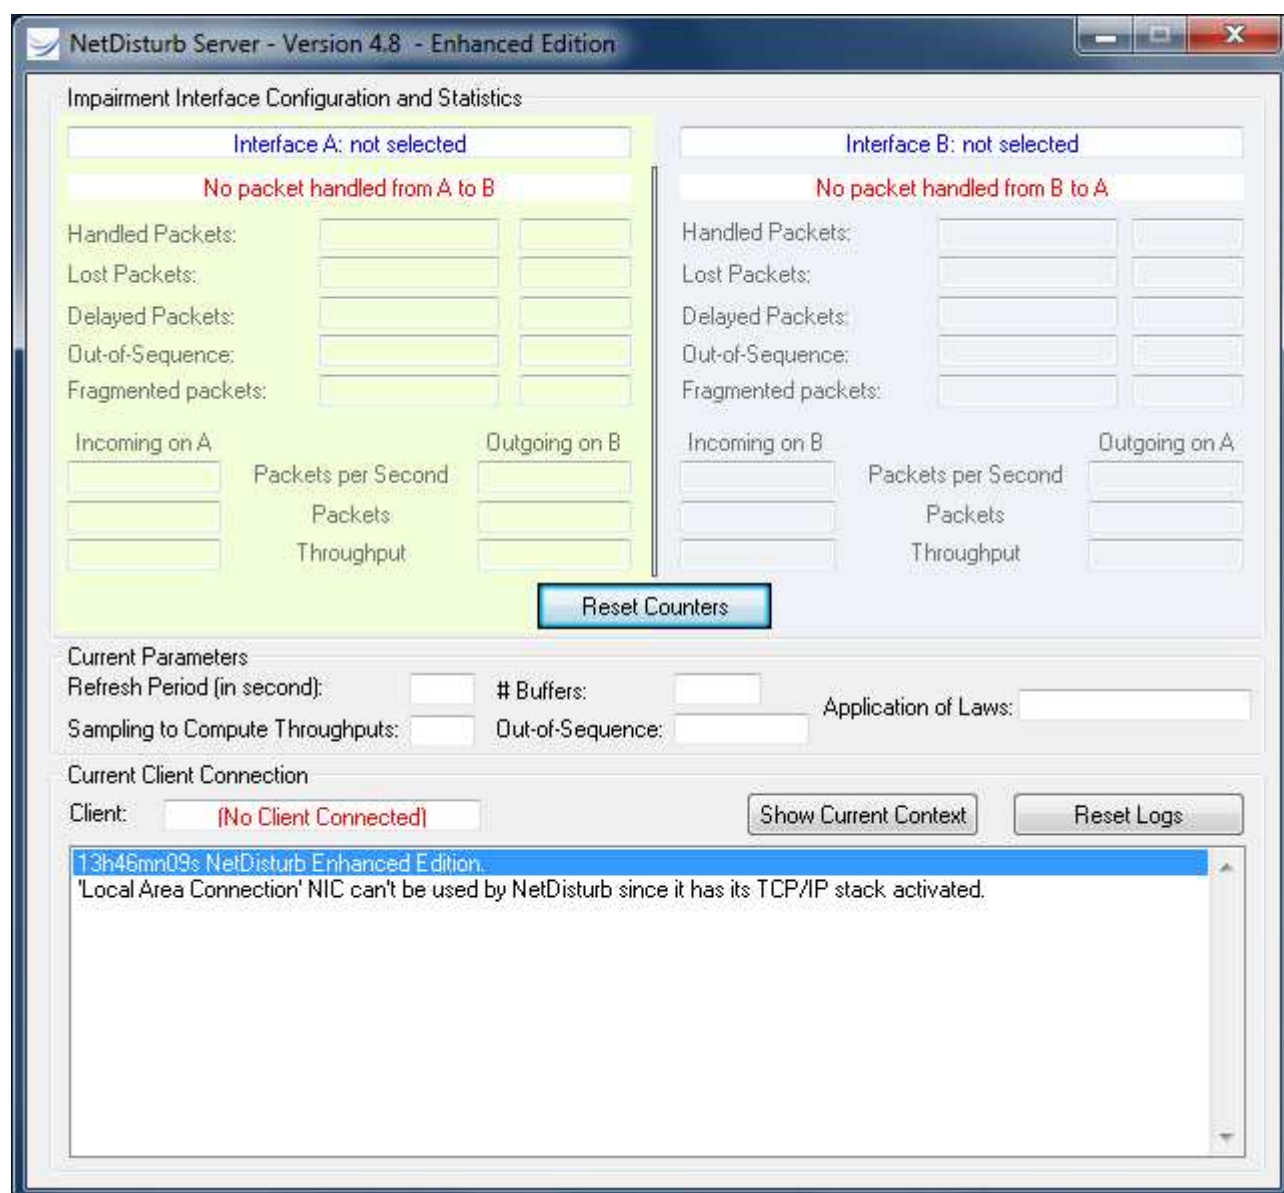 NetDisturb Server - Version 4.8 - Enhanced Edition
Impairment Interface Configuration and Statistics
Interface A: not selected
No packet handled from A to B
Handled Packets:
Lost Packets:
Delayed Packets:
Out-of-Sequence:
Fragmented packets:
Incoming on A Outgoing on B
Packets per Second
Packets
Throughput
Interface B: not selected
No packet handled from B to A
Handled Packets:
Lost Packets:
Delayed Packets:
Out-of-Sequence:
Fragmented packets:
Incoming on B Outgoing on A
Packets per Second
Packets
Throughput
Reset Counters
Current Parameters
Refresh Period (in second): # Buffers: Application of Laws:
Sampling to Compute Throughputs: Out-of-Sequence:
Current Client Connection
Client: (No Client Connected) Show Current Context Reset Logs
13h46mn09s NetDisturb Enhanced Edition.
'Local Area Connection' NIC can't be used by NetDisturb since it has its TCP/IP stack activated.